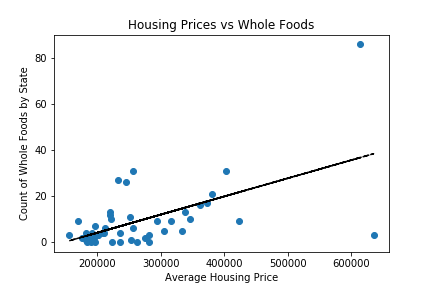 Housing Prices vs Whole Foods
Count of Whole Foods by State
80
60
40
20
0
200000 300000 400000 500000 600000
Average Housing Price